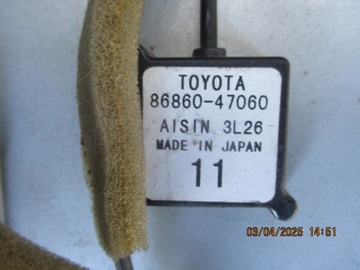 TOYOTA
86860-47060
AISIN 3L26
MADE IN JAPAN
11
03/04/2025 14:51